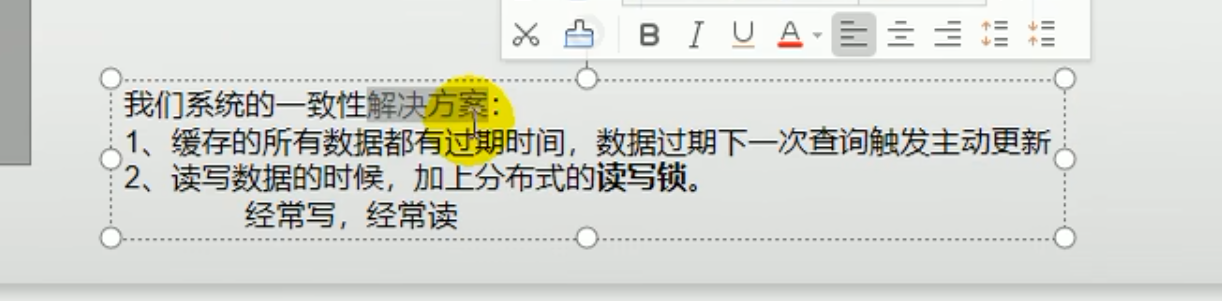 B I U A
我们系统的一致性解决方案：
1、缓存的所有数据都有过期时间，数据过期下一次查询触发主动更新
2、读写数据的时候，加上分布式的读写锁。
经常写，经常读